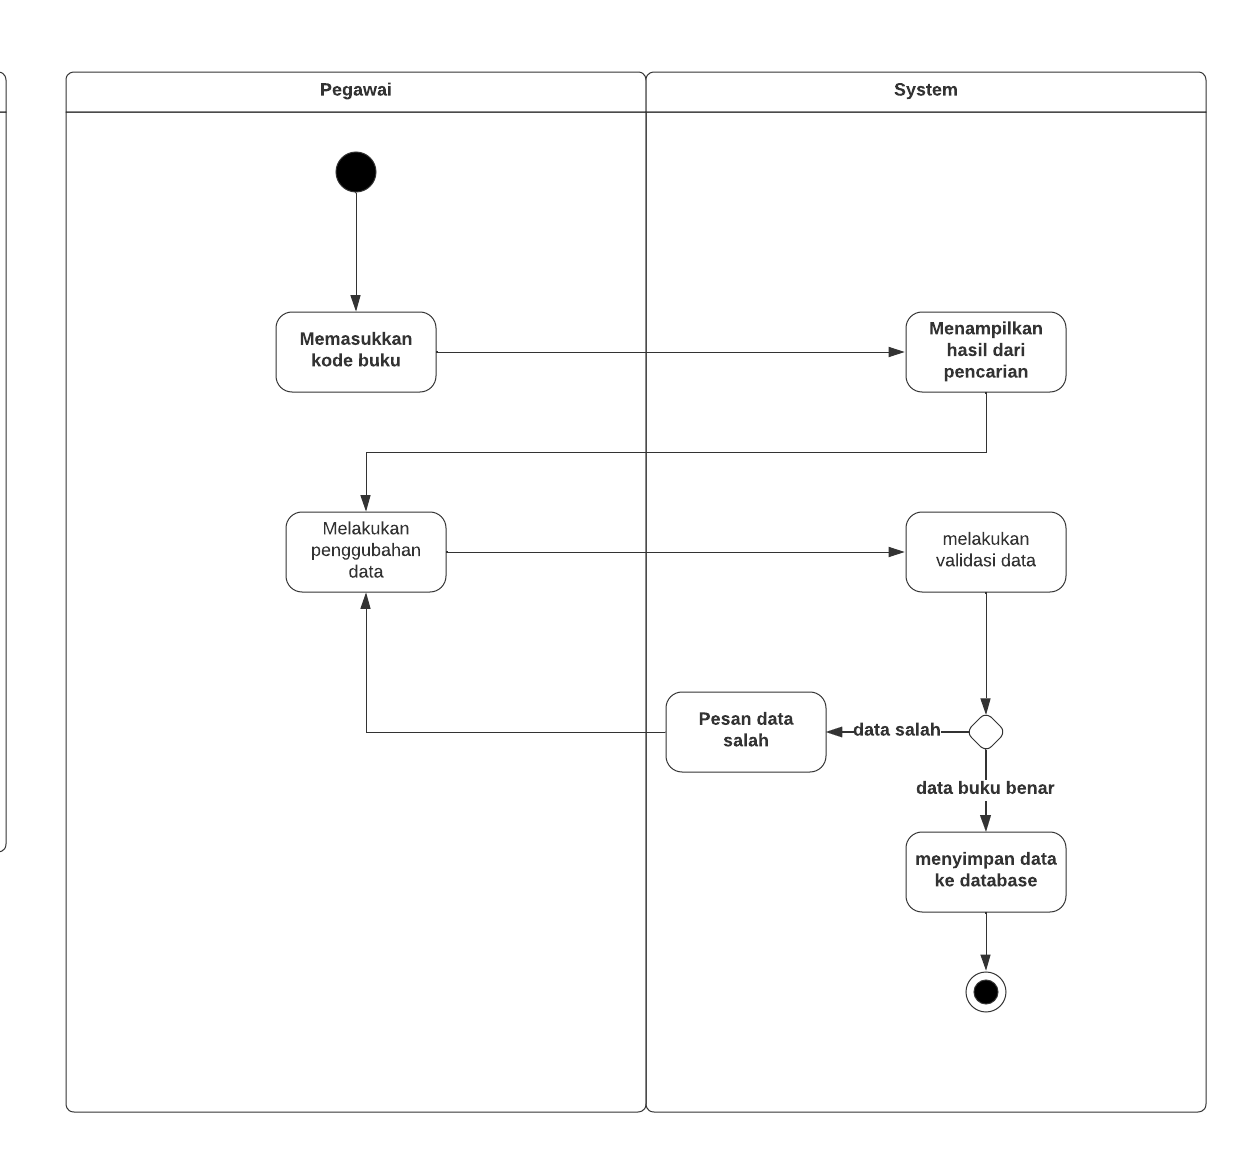 Pegawai
System
Memasukkan
kode buku
Menampilkan
hasil dari
pencarian
Melakukan
penggubahan
data
melakukan
validasi data
Pesan data
salah
data salah
data buku benar
menyimpan data
ke database